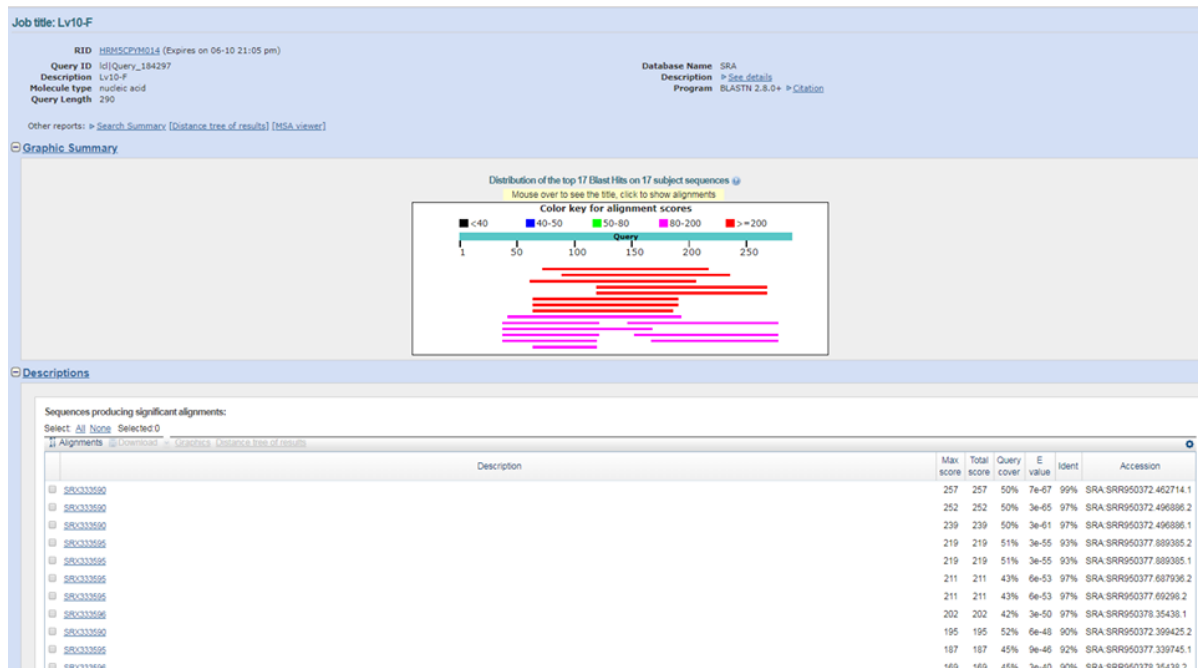 Job title: Lv10-F
RID HRM5CPYM014 (Expires on 06-10 21:05 pm)
Query ID lcl|Query_184297
Description Lv10-F
Molecule type nucleic acid
Query Length 290
Database Name SRA
Description See details
Program BLASTN 2.8.0+ Citation
Other reports: Search Summary [Distance tree of results] [MSA viewer]
Graphic Summary
Distribution of the top 17 Blast Hits on 17 subject sequences
Mouse over to see the title, click to show alignments
Color key for alignment scores
<40 40-50 50-80 80-200 >=200
Query
1 50 100 150 200 250
Descriptions
Sequences producing significant alignments:
Select: All None Selected:0
Alignments Download Graphics Distance tree of results
Description Max score Total score Query cover E value Ident Accession
SRX333590 257 257 50% 7e-67 99% SRA:SRR950372.462714.1
SRX333590 252 252 50% 3e-65 97% SRA:SRR950372.496886.2
SRX333590 239 239 50% 3e-61 97% SRA:SRR950372.496886.1
SRX333595 219 219 51% 3e-55 93% SRA:SRR950377.889385.2
SRX333595 219 219 51% 3e-55 93% SRA:SRR950377.889385.1
SRX333595 211 211 43% 6e-53 97% SRA:SRR950377.687936.2
SRX333595 211 211 43% 6e-53 97% SRA:SRR950377.69298.2
SRX333596 202 202 42% 3e-50 97% SRA:SRR950378.35438.1
SRX333590 195 195 52% 6e-48 90% SRA:SRR950372.399425.2
SRX333595 187 187 45% 9e-46 92% SRA:SRR950377.339745.1
SRX333596 169 169 45% 3e-40 90% SRA:SRR950378.35438.2